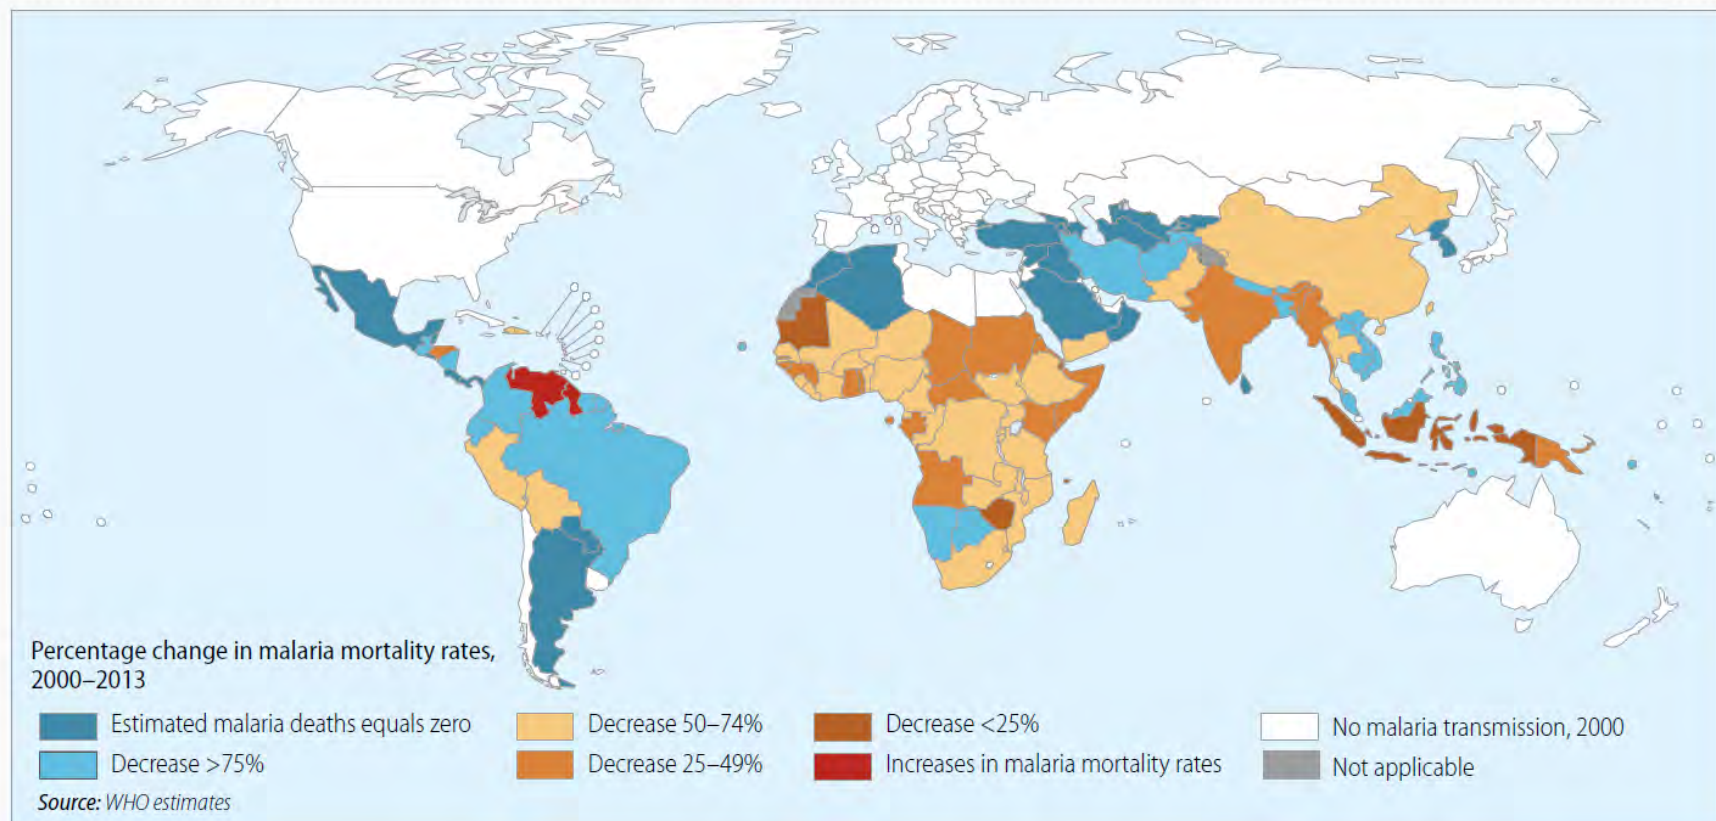 Percentage change in malaria mortality rates,
2000–2013
Estimated malaria deaths equals zero
Decrease >75%
Decrease 50–74%
Decrease 25–49%
Decrease <25%
Increases in malaria mortality rates
No malaria transmission, 2000
Not applicable
Source: WHO estimates